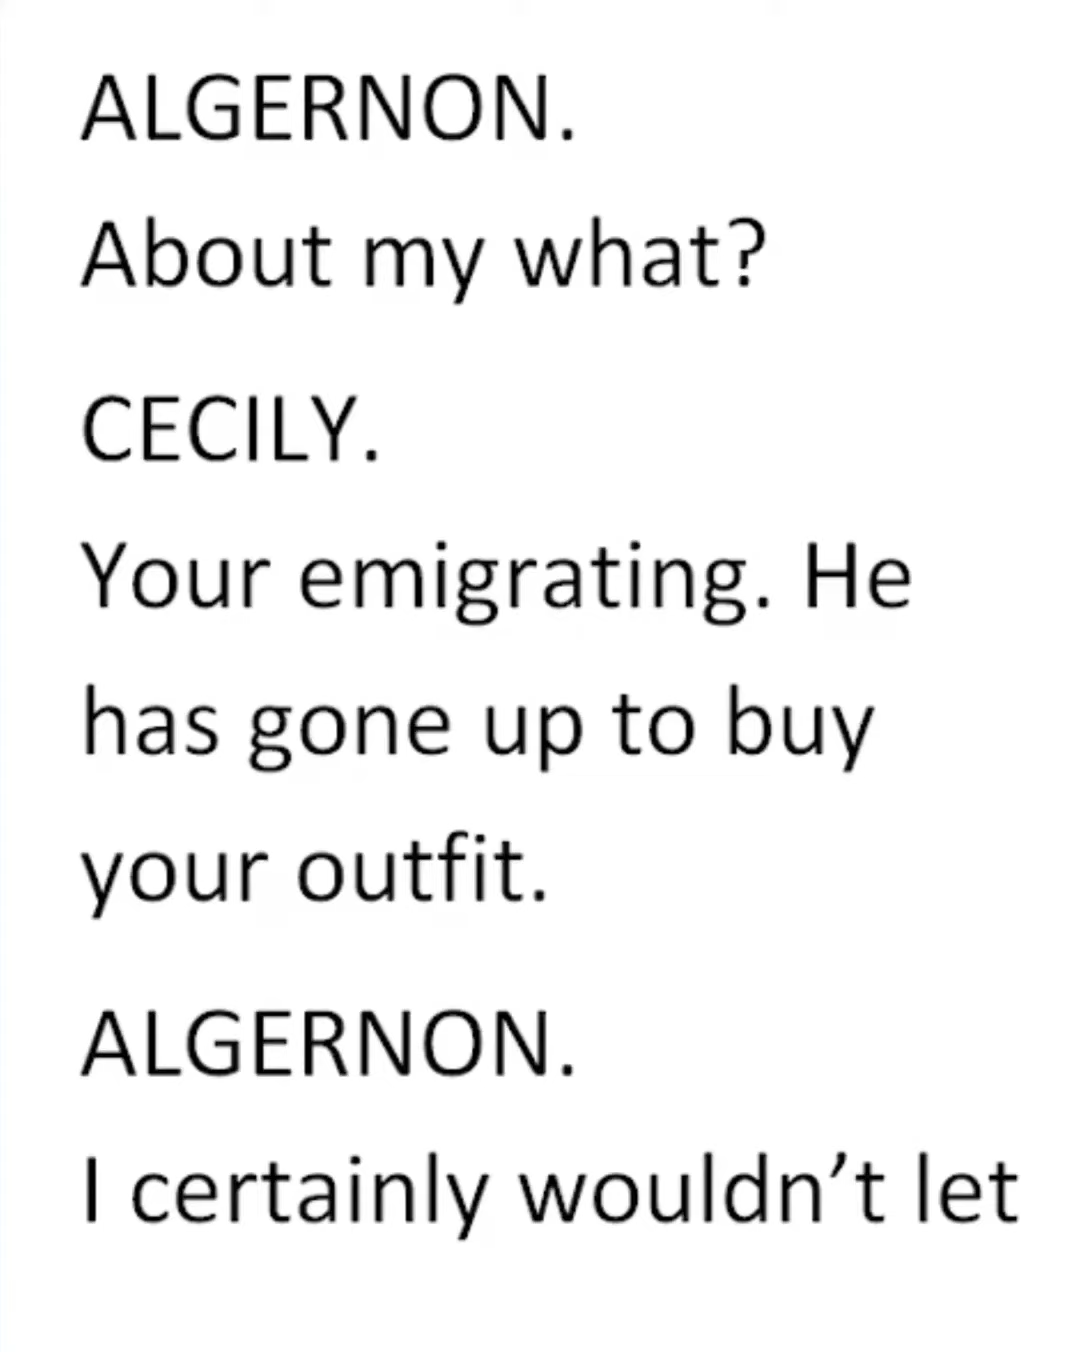 ALGERNON.
About my what?
CECILY.
Your emigrating. He
has gone up to buy
your outfit.
ALGERNON.
I certainly wouldn’t let